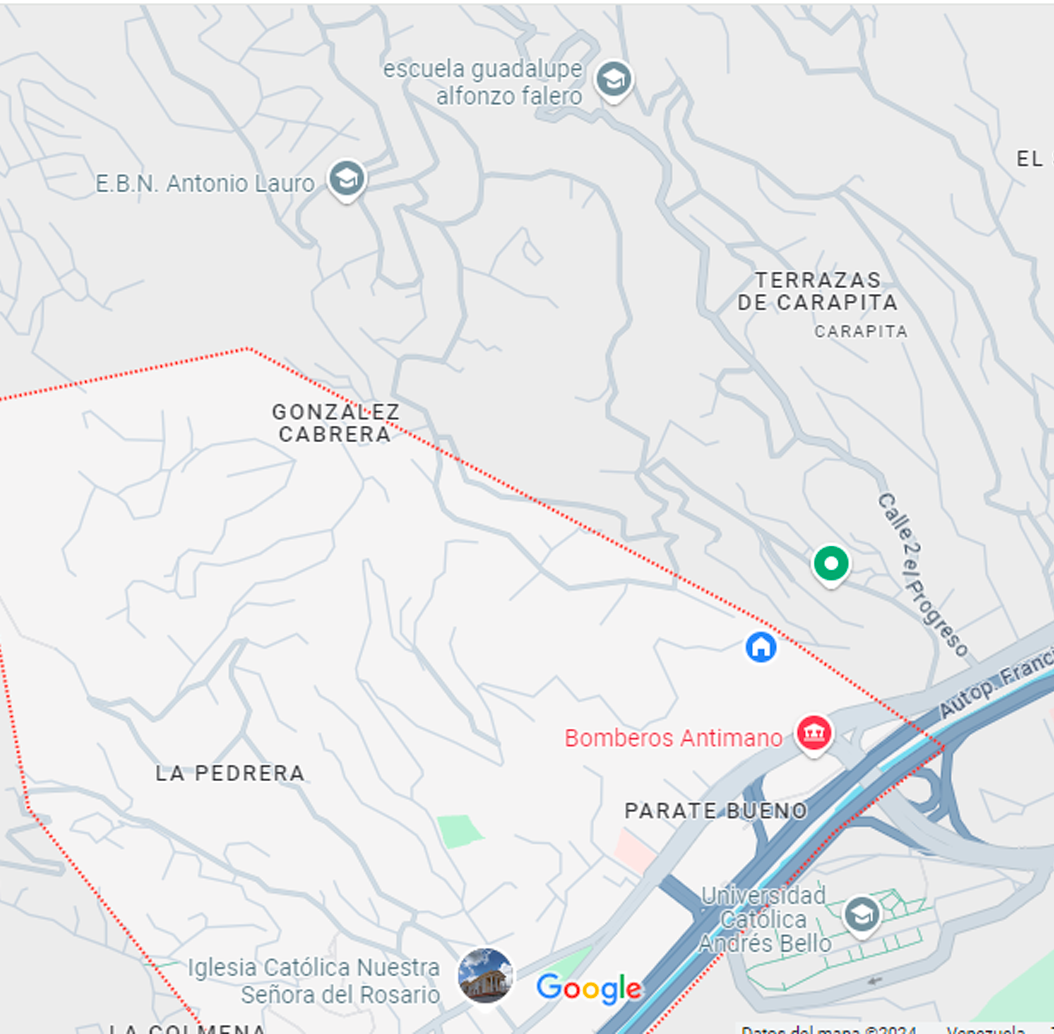 escuela guadalupe
alfonzo falero
EL
E.B.N. Antonio Lauro
TERRAZAS
DE CARAPITA
CARAPITA
GONZALEZ
CABRERA
Calle 2 el Progreso
Autop. Franci
Bomberos Antimano
LA PEDRERA
PARATE BUENO
Universidad
Católica
Andrés Bello
Iglesia Católica Nuestra
Señora del Rosario
Google
LA COLMENA
Datos del mapa ©2024 Venezuela